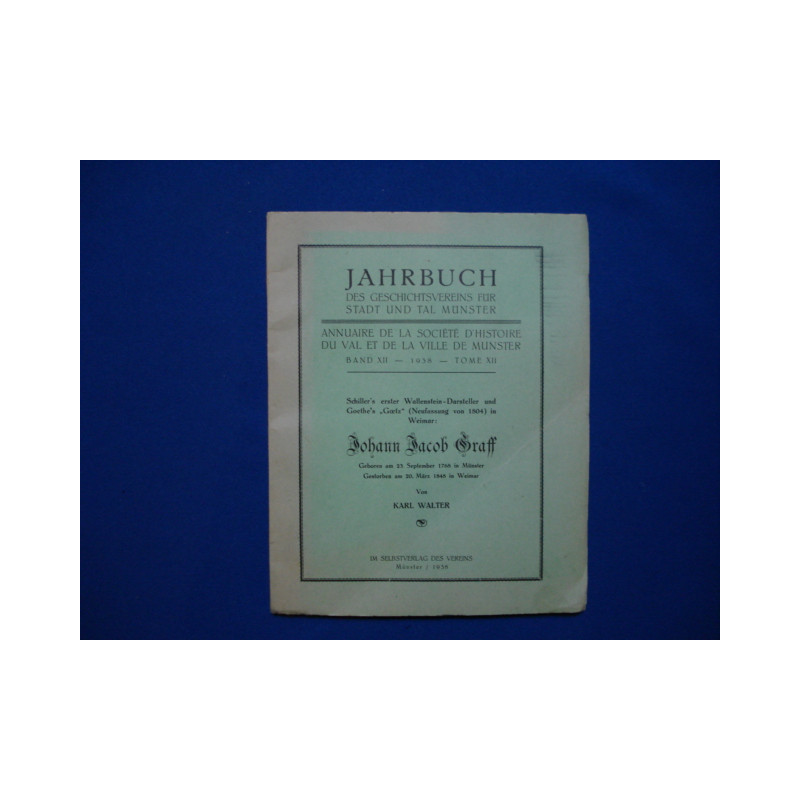 JAHRBUCH
DES GESCHICHTSVEREINS FÜR
STADT UND TAL MÜNSTER
ANNUAIRE DE LA SOCIÉTÉ D'HISTOIRE
DU VAL ET DE LA VILLE DE MUNSTER
BAND XII — 1938 — TOME XII
Schiller's erster Wallenstein-Darsteller und
Goethe's „Goetz" (Neufassung von 1804) in
Weimar:
Johann Jacob Graff
Geboren am 23. September 1768 in Münster
Gestorben am 20. März 1848 in Weimar
Von
KARL WALTER
IM SELBSTVERLAG DES VEREINS
Münster / 1938